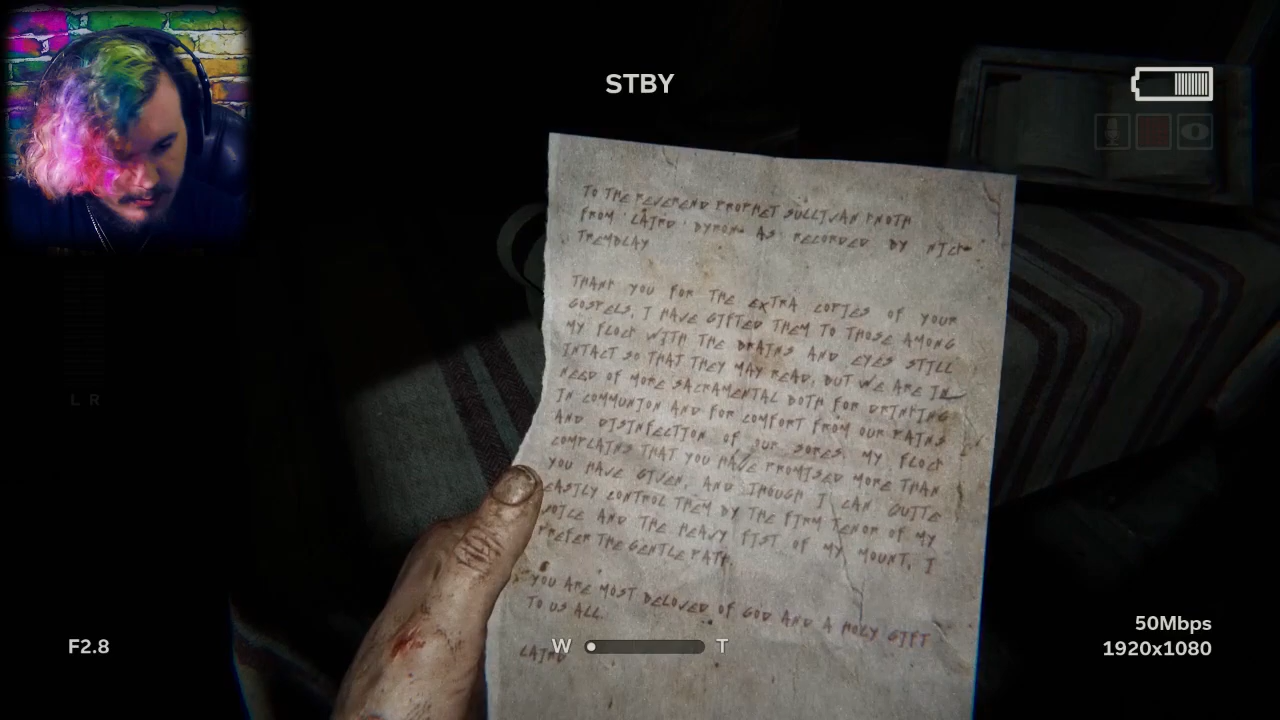 STBY
TO THE REVEREND PROPHET SULLIVAN KNOTH
FROM "LAIRD" BYRON AS RECORDED BY NICK
TREMBLAY
THANK YOU FOR THE EXTRA COPIES OF YOUR
GOSPELS. I HAVE GIFTED THEM TO THOSE AMONG
MY FLOCK WITH THE BRAINS AND EYES STILL
INTACT SO THAT THEY MAY READ, BUT WE ARE IN
NEED OF MORE SACRAMENTAL BOTH FOR DRINKING
IN COMMUNION AND FOR COMFORT FROM OUR PAINS
AND DISINFECTION OF OUR SORES. MY FLOCK
COMPLAINS THAT YOU HAVE PROMISED MORE THAN
YOU HAVE GIVEN, AND THOUGH I CAN QUITE
EASILY CONTROL THEM BY THE FIRM TENOR OF MY
VOICE AND THE HEAVY FIST OF MY MOUNT, I
PREFER THE GENTLE PATH.
YOU ARE MOST BELOVED OF GOD AND A HOLY GIFT
TO US ALL.
LAIRD
L R
F2.8
W T
50Mbps
1920x1080